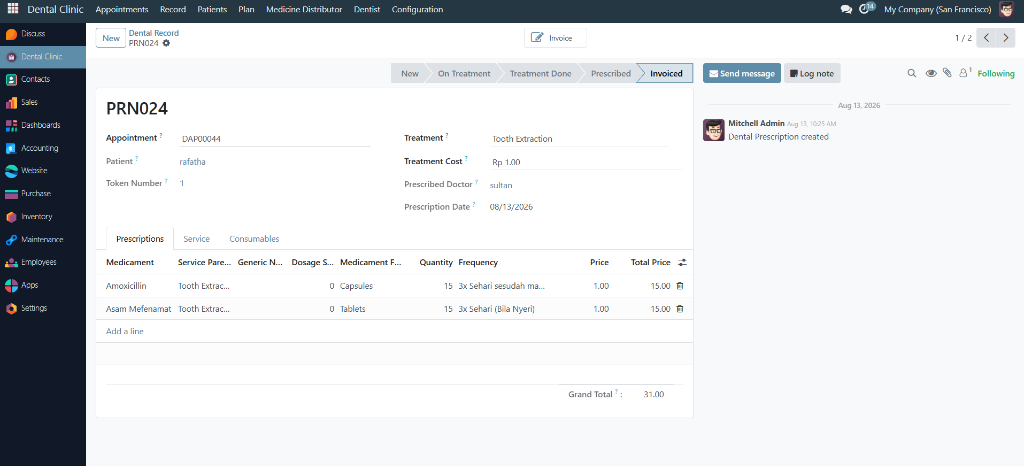 Dental Clinic Appointments Record Patients Plan Medicine Distributor Dentist Configuration 14 My Company (San Francisco)
Discuss
Dental Clinic
Contacts
Sales
Dashboards
Accounting
Website
Purchase
Inventory
Maintenance
Employees
Apps
Settings
New Dental Record
PRN024
Invoice
1 / 2
New On Treatment Treatment Done Prescribed Invoiced
Send message Log note 1 Following
PRN024
Appointment ? DAP00044
Patient ? rafatha
Token Number ? 1
Treatment ? Tooth Extraction
Treatment Cost ? Rp 1.00
Prescribed Doctor ? sultan
Prescription Date ? 08/13/2026
Prescriptions Service Consumables
Medicament Service Pare... Generic N... Dosage S... Medicament F... Quantity Frequency Price Total Price
Amoxicillin Tooth Extrac... 0 Capsules 15 3x Sehari sesudah ma... 1.00 15.00
Asam Mefenamat Tooth Extrac... 0 Tablets 15 3x Sehari (Bila Nyeri) 1.00 15.00
Add a line
Grand Total ? : 31.00
Aug 13, 2026
Mitchell Admin Aug 13, 10:25 AM
Dental Prescription created